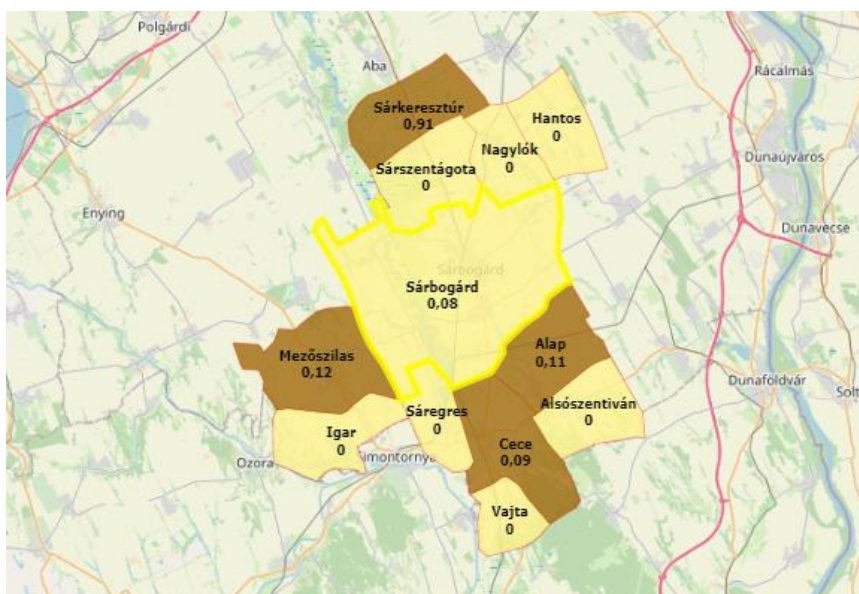 Polgárdi
Aba
Rácalmás
Sárkeresztúr
0,91
Hantos
0
Nagylók
0
Sárszentágota
0
Dunaújváros
Enying
Dunavecse
Sárbogárd
Sárbogárd
0,08
Mezőszilas
0,12
Alap
0,11
Dunaföldvár
Solt
Alsószentiván
0
Sáregres
0
Igar
0
Cece
0,09
Ozora
Simontornya
Vajta
0